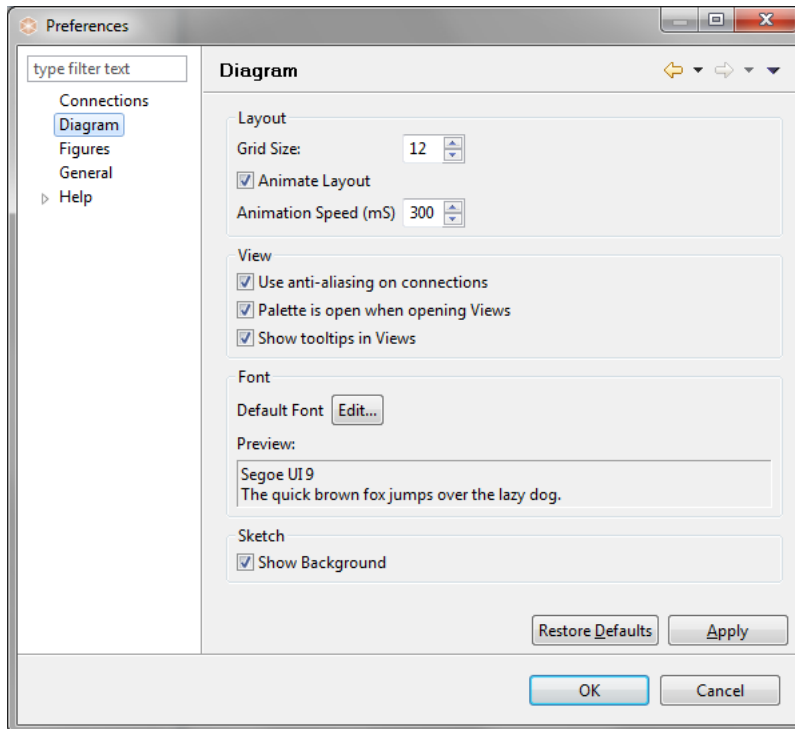 Preferences
type filter text
Connections
Diagram
Figures
General
Help
Diagram
Layout
Grid Size: 12
Animate Layout
Animation Speed (mS) 300
View
Use anti-aliasing on connections
Palette is open when opening Views
Show tooltips in Views
Font
Default Font Edit...
Preview:
Segoe UI 9
The quick brown fox jumps over the lazy dog.
Sketch
Show Background
Restore Defaults Apply
OK Cancel